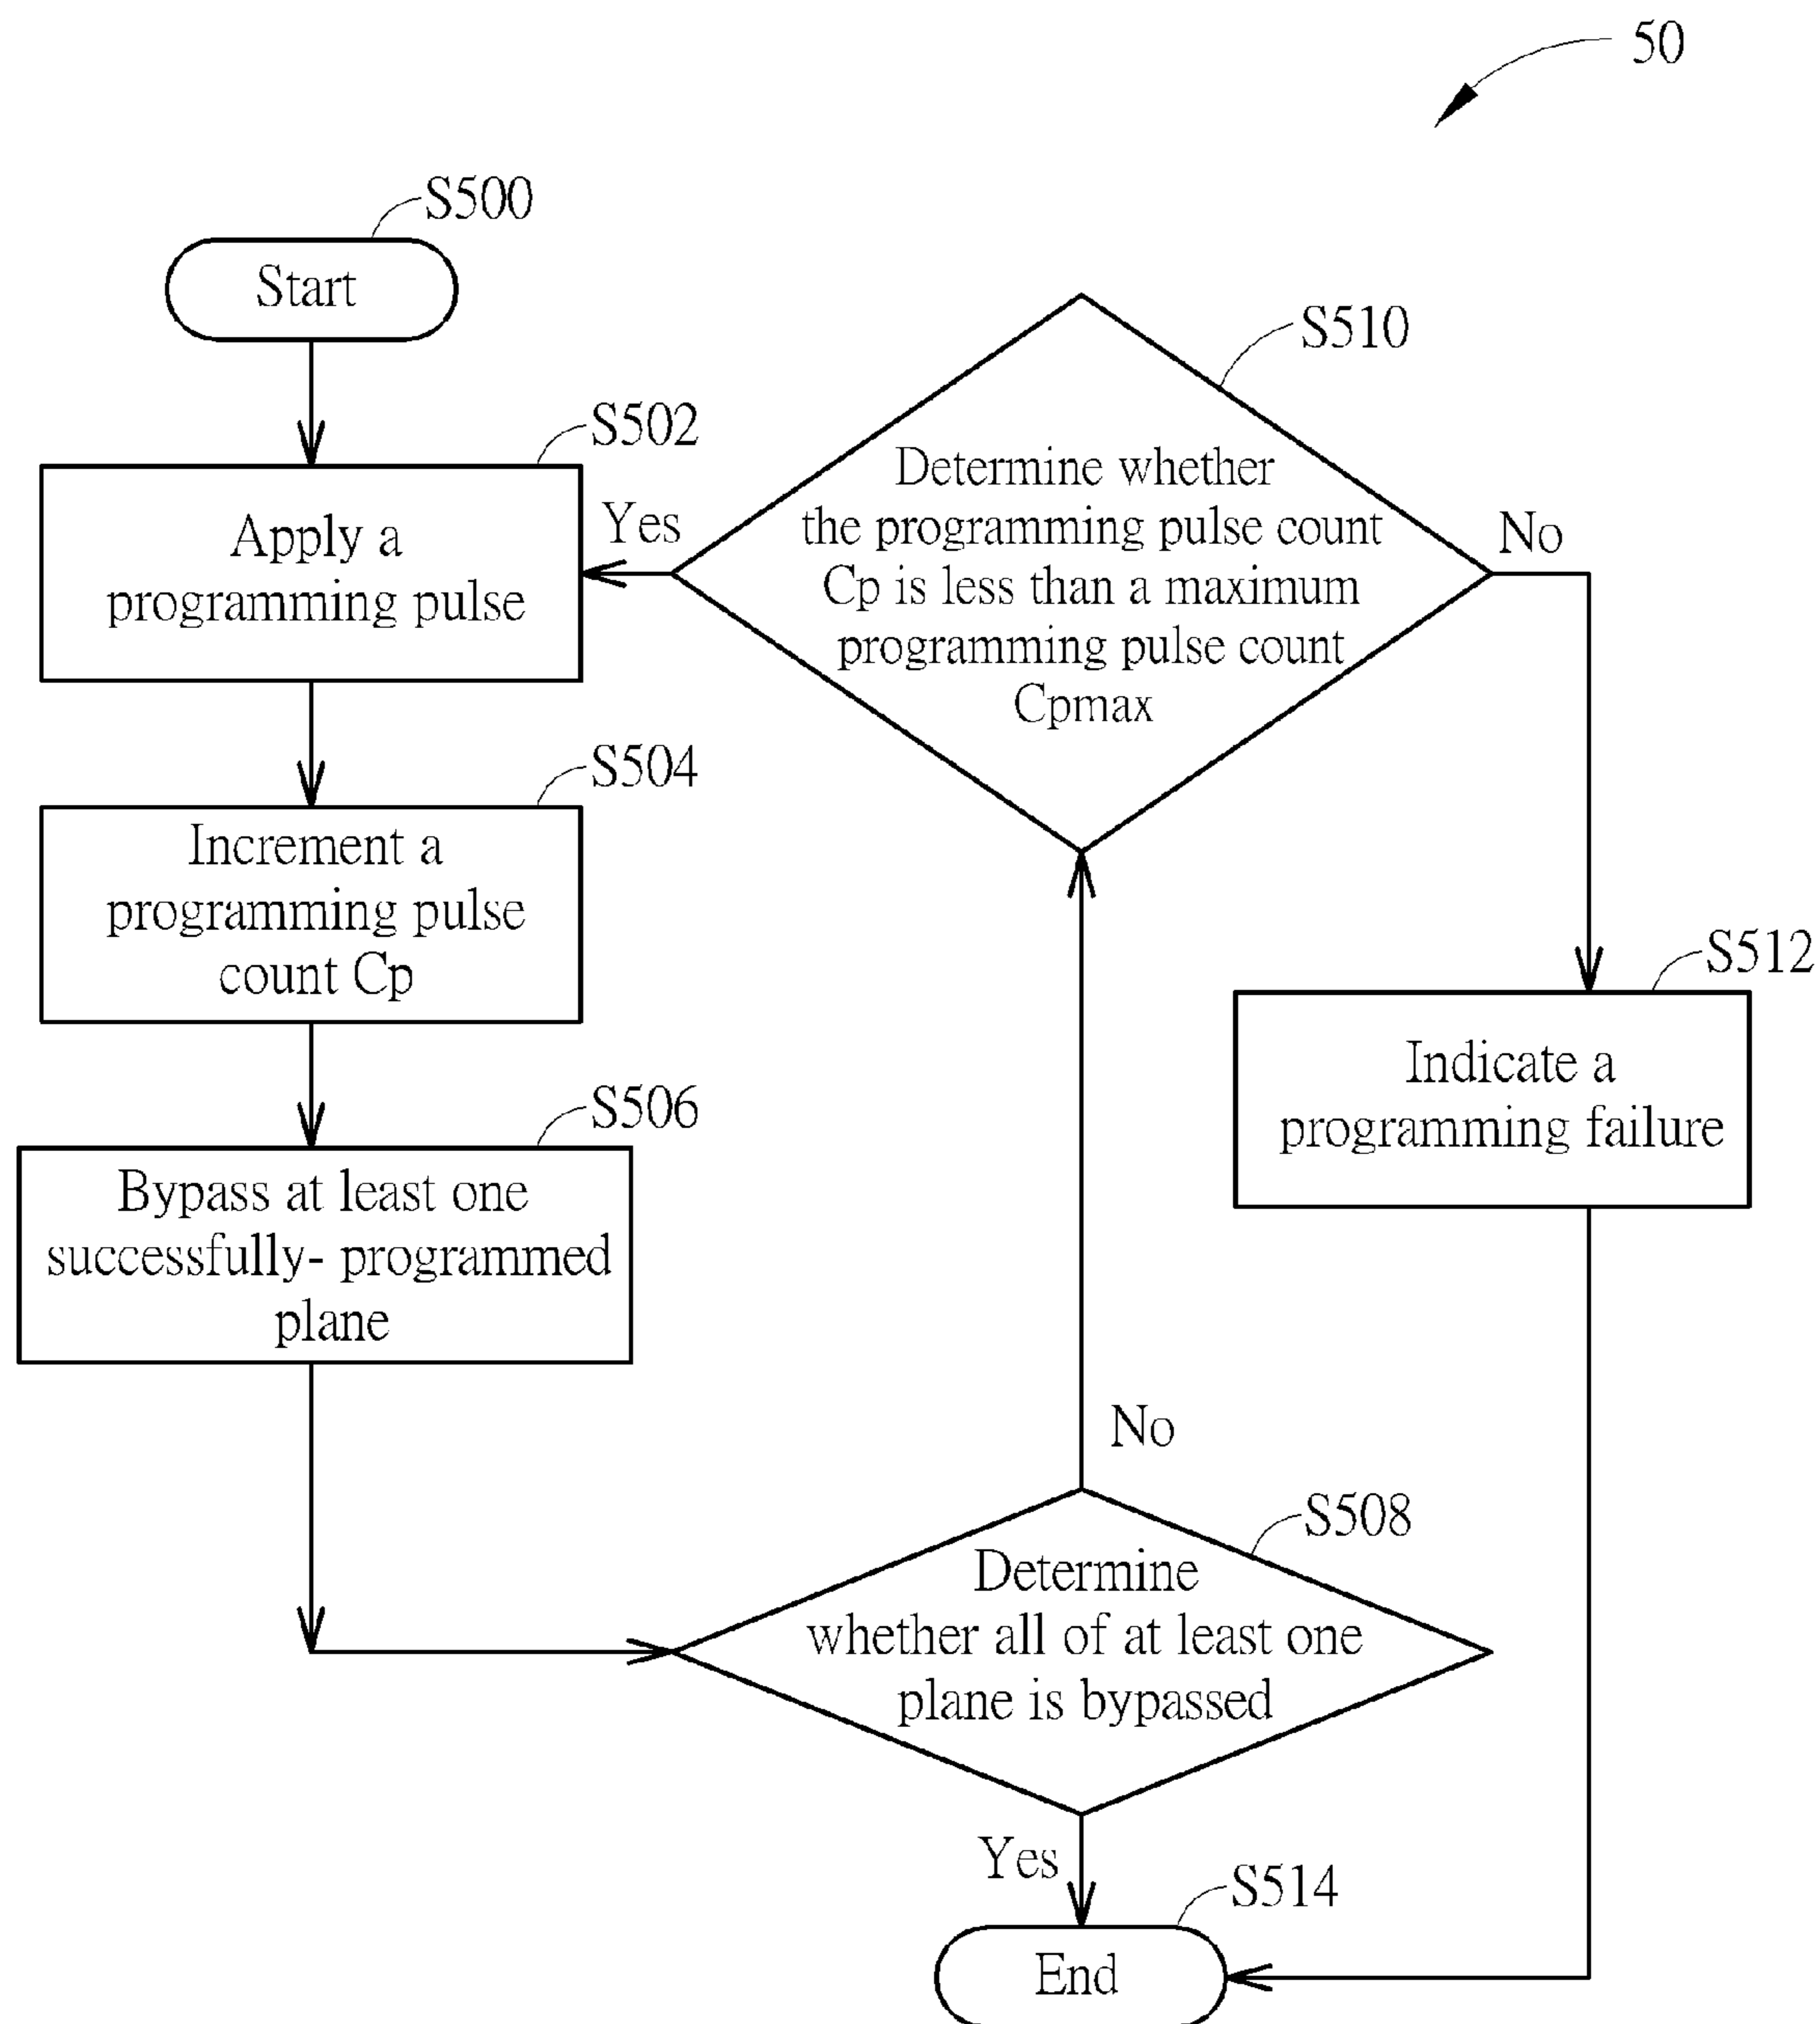 50
S500
Start
S502
Apply a
programming pulse
S504
Increment a
programming pulse
count Cp
S506
Bypass at least one
successfully- programmed
plane
S510
Determine whether
the programming pulse count
Cp is less than a maximum
programming pulse count
Cpmax
Yes
No
S512
Indicate a
programming failure
No
S508
Determine
whether all of at least one
plane is bypassed
Yes
S514
End